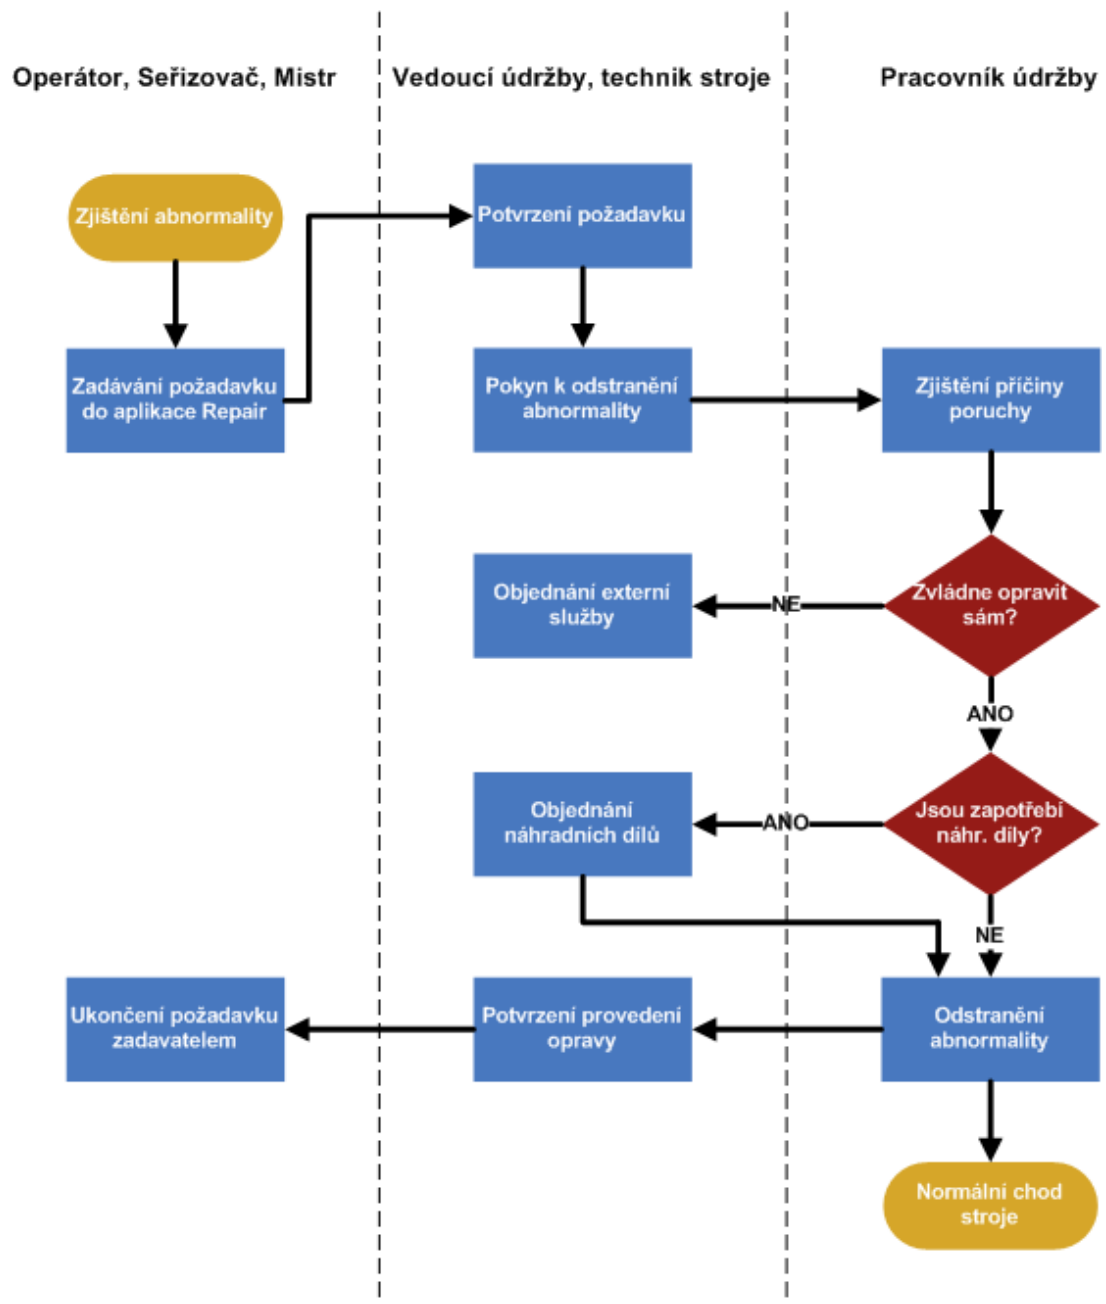 Operátor, Seřizovač, Mistr
Vedoucí údržby, technik stroje
Pracovník údržby
Zjištění abnormality
Potvrzení požadavku
Zadávání požadavku
do aplikace Repair
Pokyn k odstranění
abnormality
Zjištění příčiny
poruchy
Objednání externí
služby
NE
Zvládne opravit
sám?
ANO
Objednání
náhradních dílů
ANO
Jsou zapotřebí
náhr. díly?
NE
Ukončení požadavku
zadavatelem
Potvrzení provedení
opravy
Odstranění
abnormality
Normální chod
stroje